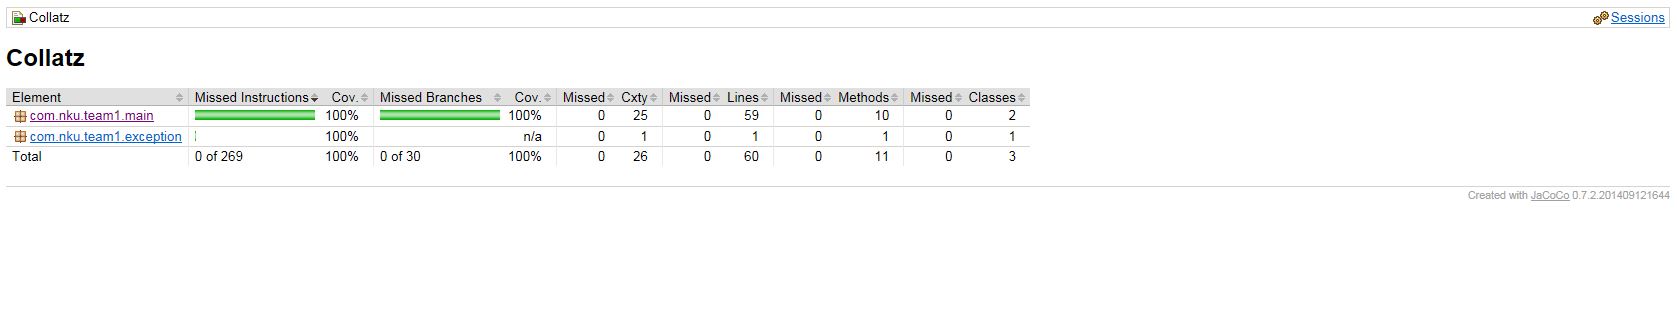 Collatz Sessions
Collatz
Element Missed Instructions Cov. Missed Branches Cov. Missed Cxty Missed Lines Missed Methods Missed Classes
com.nku.team1.main 100% 100% 0 25 0 59 0 10 0 2
com.nku.team1.exception 100% n/a 0 1 0 1 0 1 0 1
Total 0 of 269 100% 0 of 30 100% 0 26 0 60 0 11 0 3
Created with JaCoCo 0.7.2.201409121644